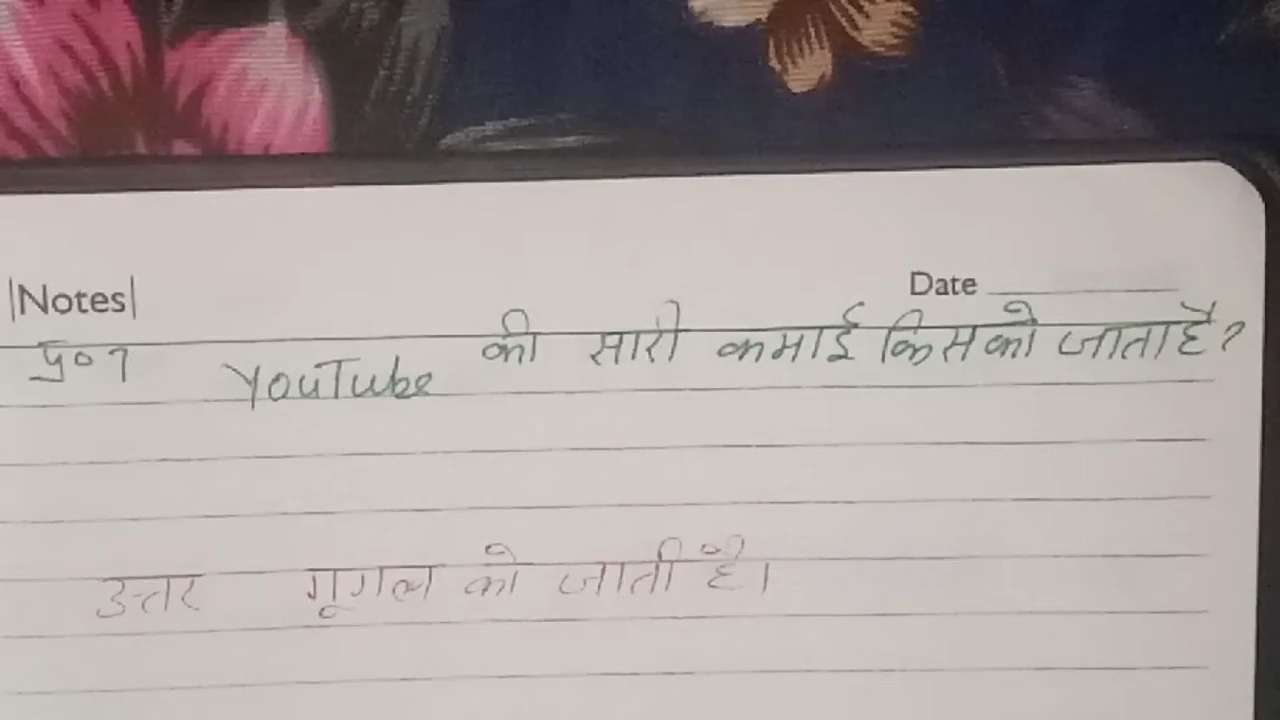 |Notes|
Date
प्र०1 YouTube की सारी कमाई किसको जाता है?
उत्तर गूगल को जाती है।